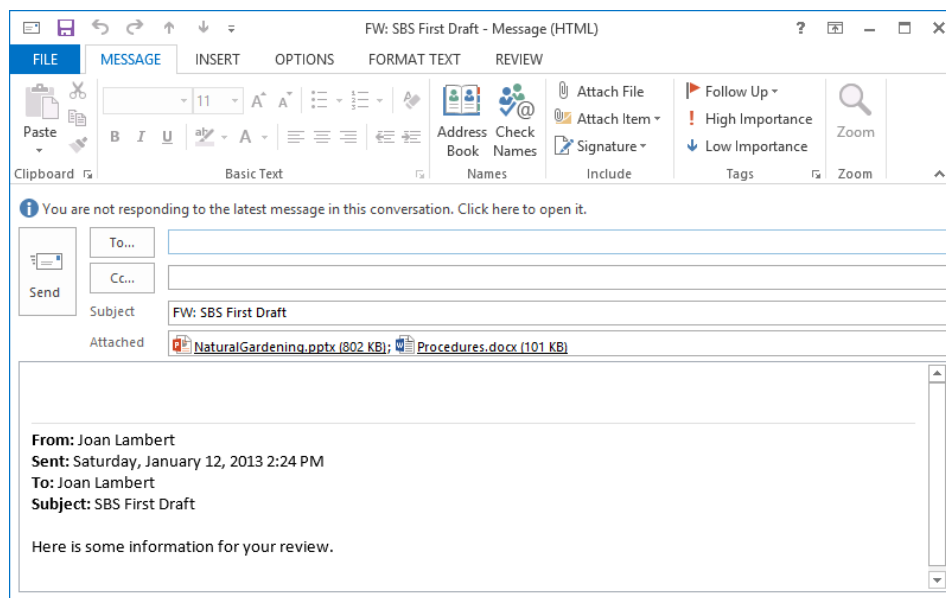 FW: SBS First Draft - Message (HTML)
?
FILE MESSAGE INSERT OPTIONS FORMAT TEXT REVIEW
Paste
11 A A
B I U aby A
Address Book
Check Names
Attach File
Attach Item
Signature
Follow Up
! High Importance
Low Importance
Zoom
Clipboard Basic Text Names Include Tags Zoom
You are not responding to the latest message in this conversation. Click here to open it.
Send
To...
Cc...
Subject FW: SBS First Draft
Attached NaturalGardening.pptx (802 KB); Procedures.docx (101 KB)
From: Joan Lambert
Sent: Saturday, January 12, 2013 2:24 PM
To: Joan Lambert
Subject: SBS First Draft
Here is some information for your review.